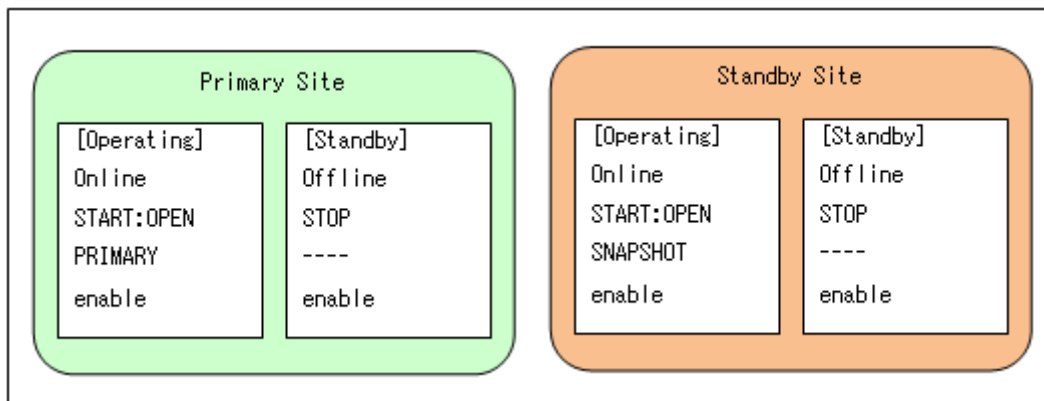 Primary Site
[Operating]
Online
START:OPEN
PRIMARY
enable
[Standby]
Offline
STOP
----
enable
Standby Site
[Operating]
Online
START:OPEN
SNAPSHOT
enable
[Standby]
Offline
STOP
----
enable